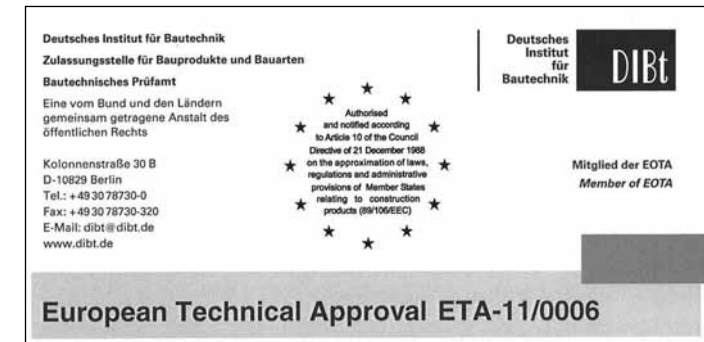 Deutsches Institut für Bautechnik
Zulassungsstelle für Bauprodukte und Bauarten
Bautechnisches Prüfamt
Eine vom Bund und den Ländern
gemeinsam getragene Anstalt des
öffentlichen Rechts
Kolonnenstraße 30 B
D-10829 Berlin
Tel.: +49 30 78730-0
Fax: +49 30 78730-320
E-Mail: dibt@dibt.de
www.dibt.de
Authorised
and notified according
to Article 10 of the Council
Directive of 21 December 1988
on the approximation of laws,
regulations and administrative
provisions of Member States
relating to construction
products (89/106/EEC)
Deutsches
Institut
für
Bautechnik
DIBt
Mitglied der EOTA
Member of EOTA
European Technical Approval ETA-11/0006